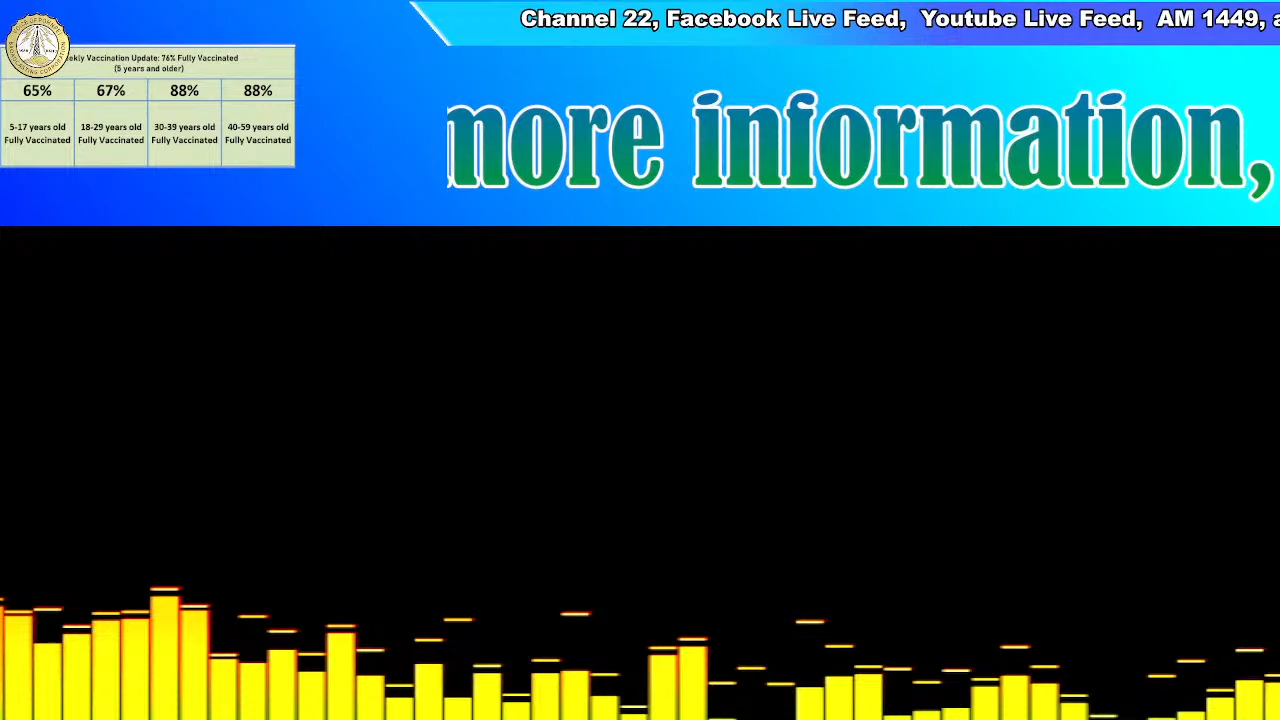 Channel 22, Facebook Live Feed, Youtube Live Feed, AM 1449,
more information,
Vaccination Update: 76% Fully Vaccinated
(5 years and older)
65% 67% 88% 88%
5-17 years old 18-29 years old 30-39 years old 40-59 years old
Fully Vaccinated Fully Vaccinated Fully Vaccinated Fully Vaccinated